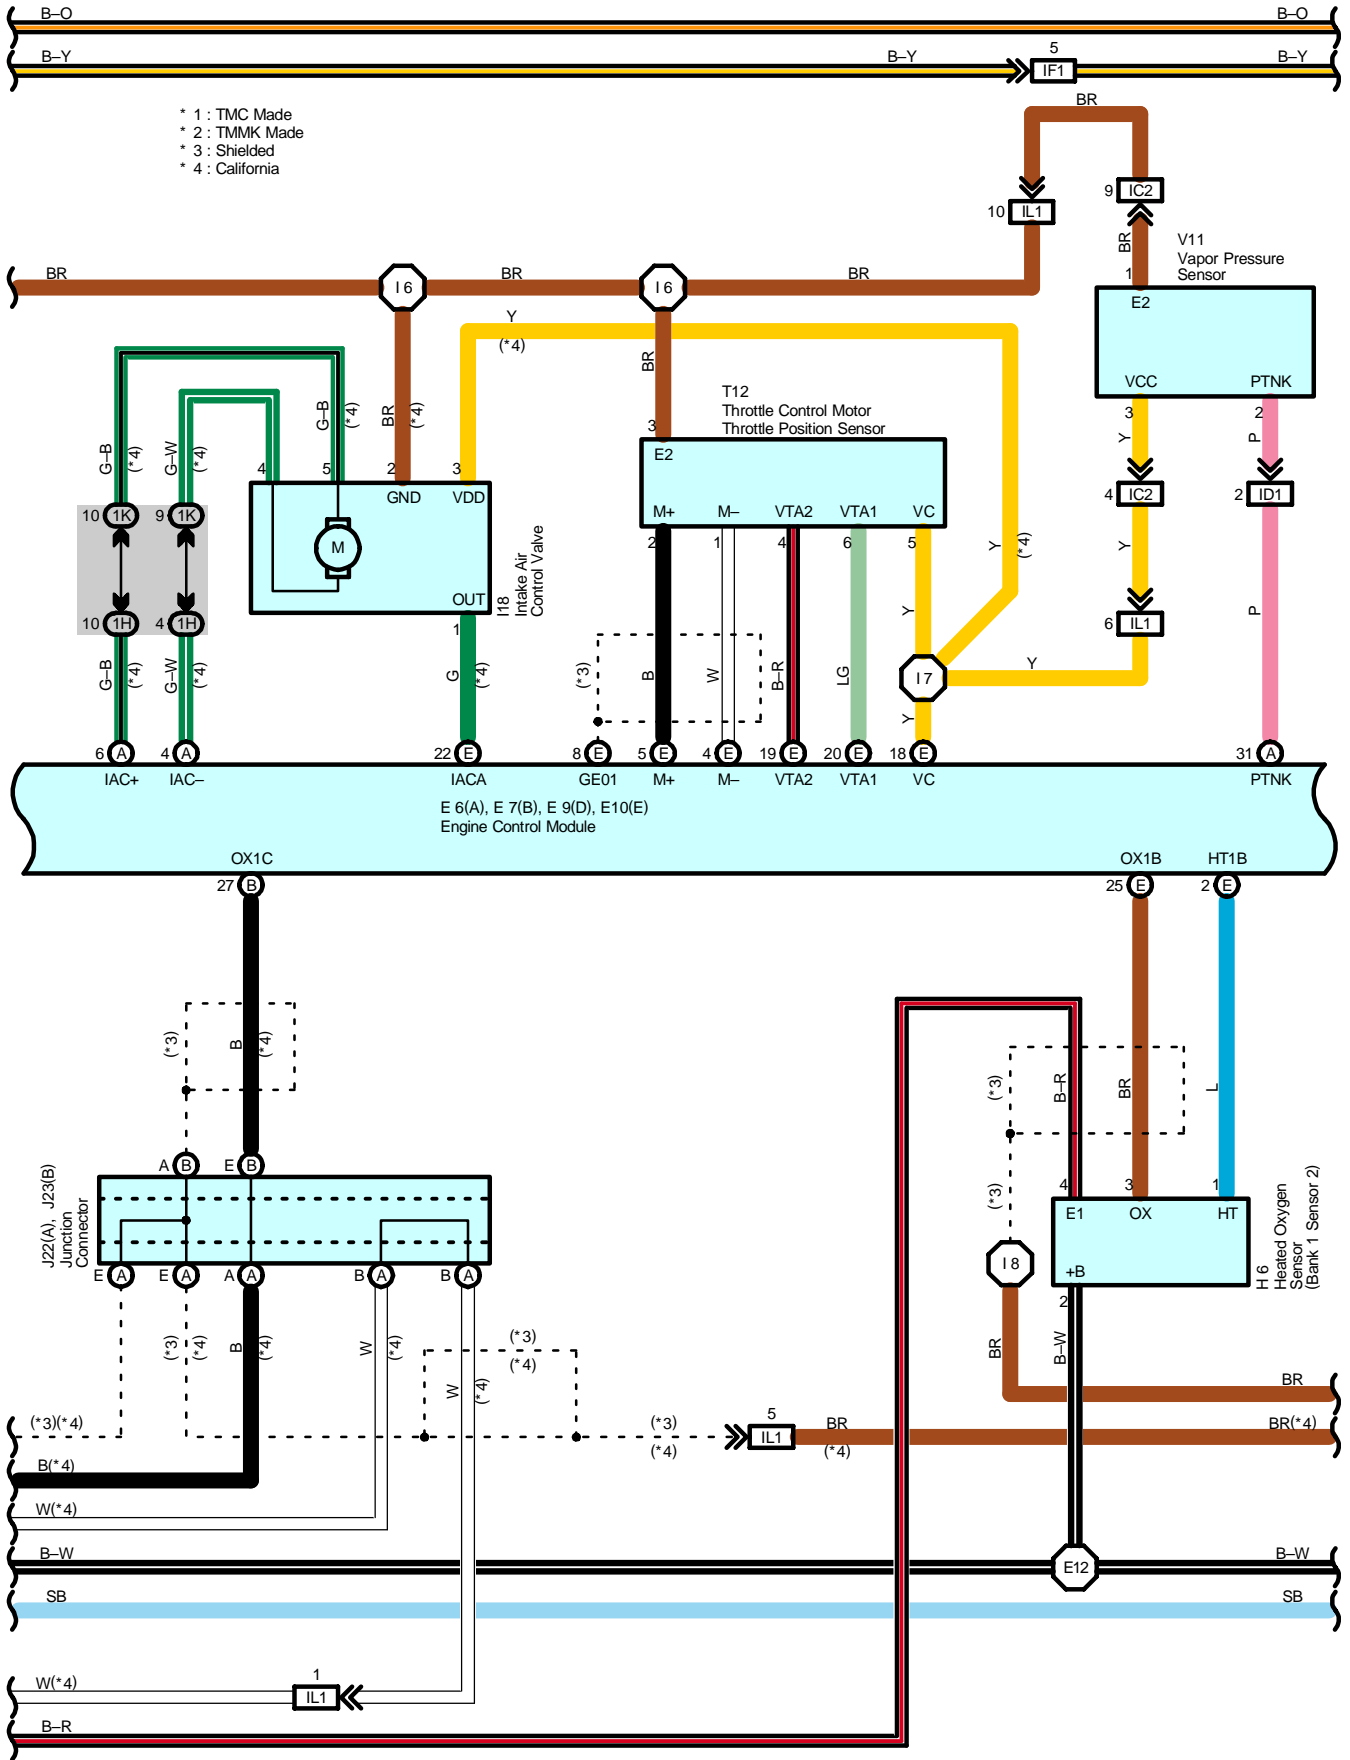 B–O
B–O
B–Y
B–Y
5
IF1
B–Y
* 1 : TMC Made
* 2 : TMMK Made
* 3 : Shielded
* 4 : California
BR
10
IL1
9
IC2
BR
1
V11
Vapor Pressure
Sensor
E2
VCC
PTNK
3
2
Y
P
4
IC2
2
ID1
Y
P
6
IL1
Y
BR
I 6
BR
I 6
BR
Y
(*4)
BR
T12
Throttle Control Motor
Throttle Position Sensor
3
E2
M+
M–
VTA2
VTA1
VC
2
1
4
6
5
Y
(*4)
G–B
(*4)
G–W
(*4)
G–B
(*4)
BR
(*4)
4
5
2
3
GND
VDD
M
OUT
1
I18
Intake Air
Control Valve
10
1K
9
1K
10
1H
4
1H
G–B
(*4)
G–W
(*4)
G
(*4)
(*3)
B
W
B–R
LG
Y
I 7
Y
6
A
4
A
22
E
8
E
5
E
4
E
19
E
20
E
18
E
31
A
IAC+
IAC–
IACA
GE01
M+
M–
VTA2
VTA1
VC
PTNK
E 6(A), E 7(B), E 9(D), E10(E)
Engine Control Module
OX1C
OX1B
HT1B
27
B
25
E
2
E
(*3)
B
(*4)
(*3)
B–R
BR
L
A
B
E
B
J22(A), J23(B)
Junction
Connector
E
A
E
A
A
A
B
A
B
A
(*3)
4
3
1
E1
OX
HT
+B
2
H 6
Heated Oxygen
Sensor
(Bank 1 Sensor 2)
I 8
BR
B–W
(*3)
(*4)
B
(*4)
W
(*4)
W
(*4)
(*3)
(*4)
BR
(*3)(*4)
(*3)
(*4)
5
IL1
BR
(*4)
BR(*4)
B(*4)
W(*4)
B–W
E12
B–W
SB
SB
W(*4)
1
IL1
B–R